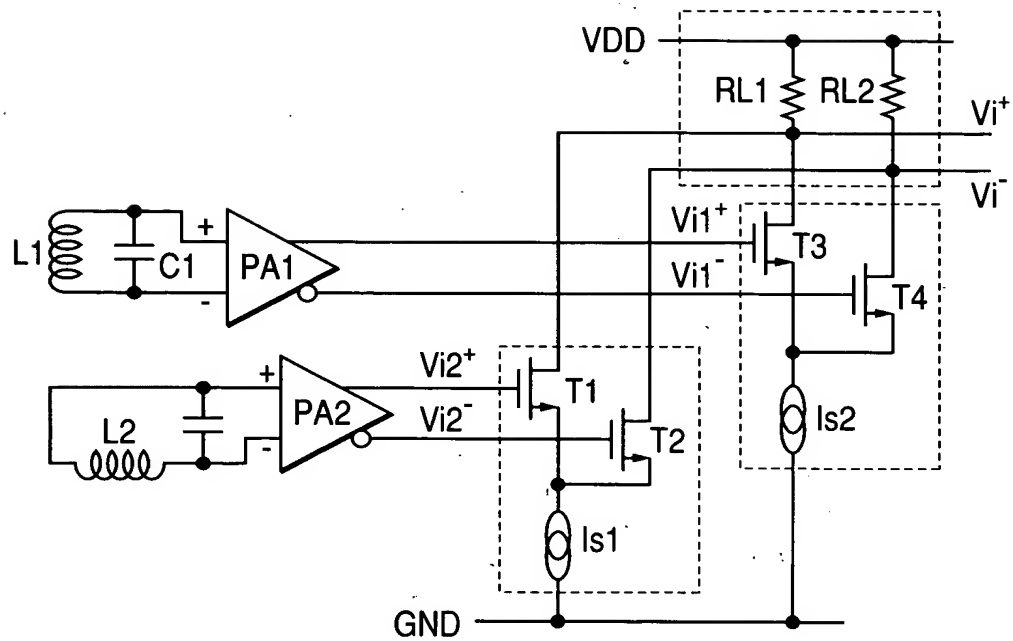 VDD
RL1 RL2
Vi+
Vi-
L1 C1 + - PA1
Vi1+
Vi1-
T3
T4
L2 + - PA2
Vi2+
Vi2-
T1
T2
Is2
Is1
GND